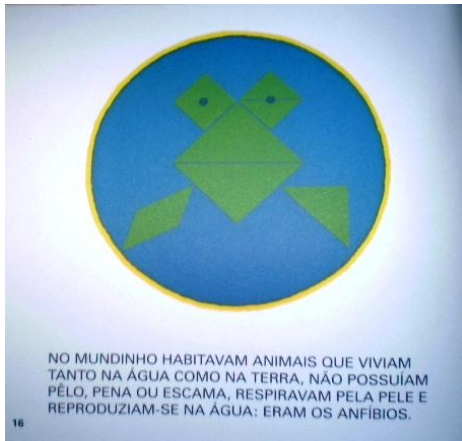 NO MUNDINHO HABITAVAM ANIMAIS QUE VIVIAM
TANTO NA ÁGUA COMO NA TERRA, NÃO POSSUÍAM
PÊLO, PENA OU ESCAMA, RESPIRAVAM PELA PELE E
REPRODUZIAM-SE NA ÁGUA: ERAM OS ANFÍBIOS.
16